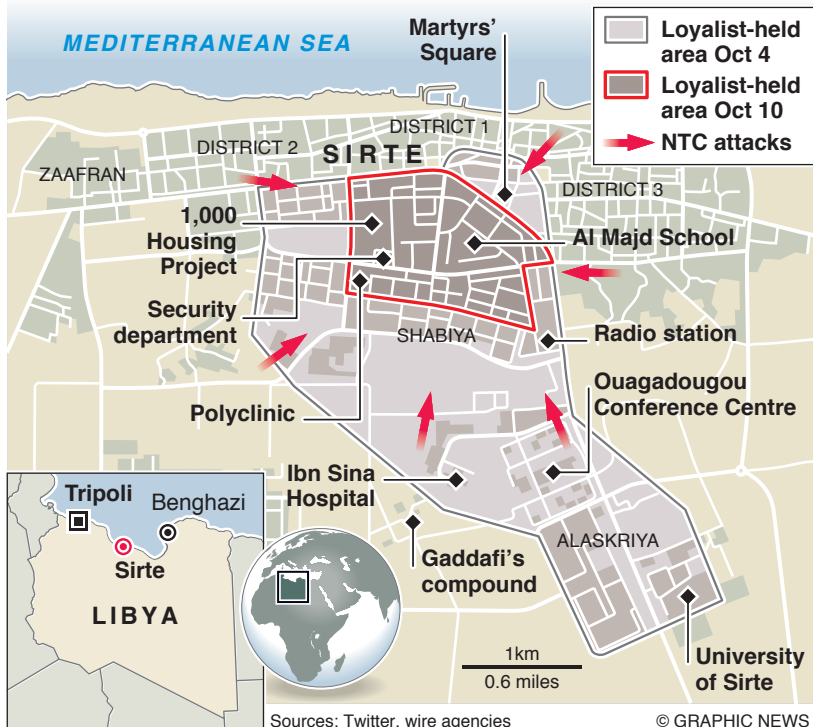 MEDITERRANEAN SEA
Martyrs'
Square
Loyalist-held
area Oct 4
Loyalist-held
area Oct 10
NTC attacks
DISTRICT 1
DISTRICT 2
SIRTE
ZAAFRAN
DISTRICT 3
1,000
Housing
Project
Al Majd School
Security
department
SHABIYA
Radio station
Polyclinic
Ouagadougou
Conference Centre
Ibn Sina
Hospital
Gaddafi's
compound
ALASKRIYA
University
of Sirte
Tripoli
Benghazi
Sirte
LIBYA
1km
0.6 miles
Sources: Twitter, wire agencies
© GRAPHIC NEWS